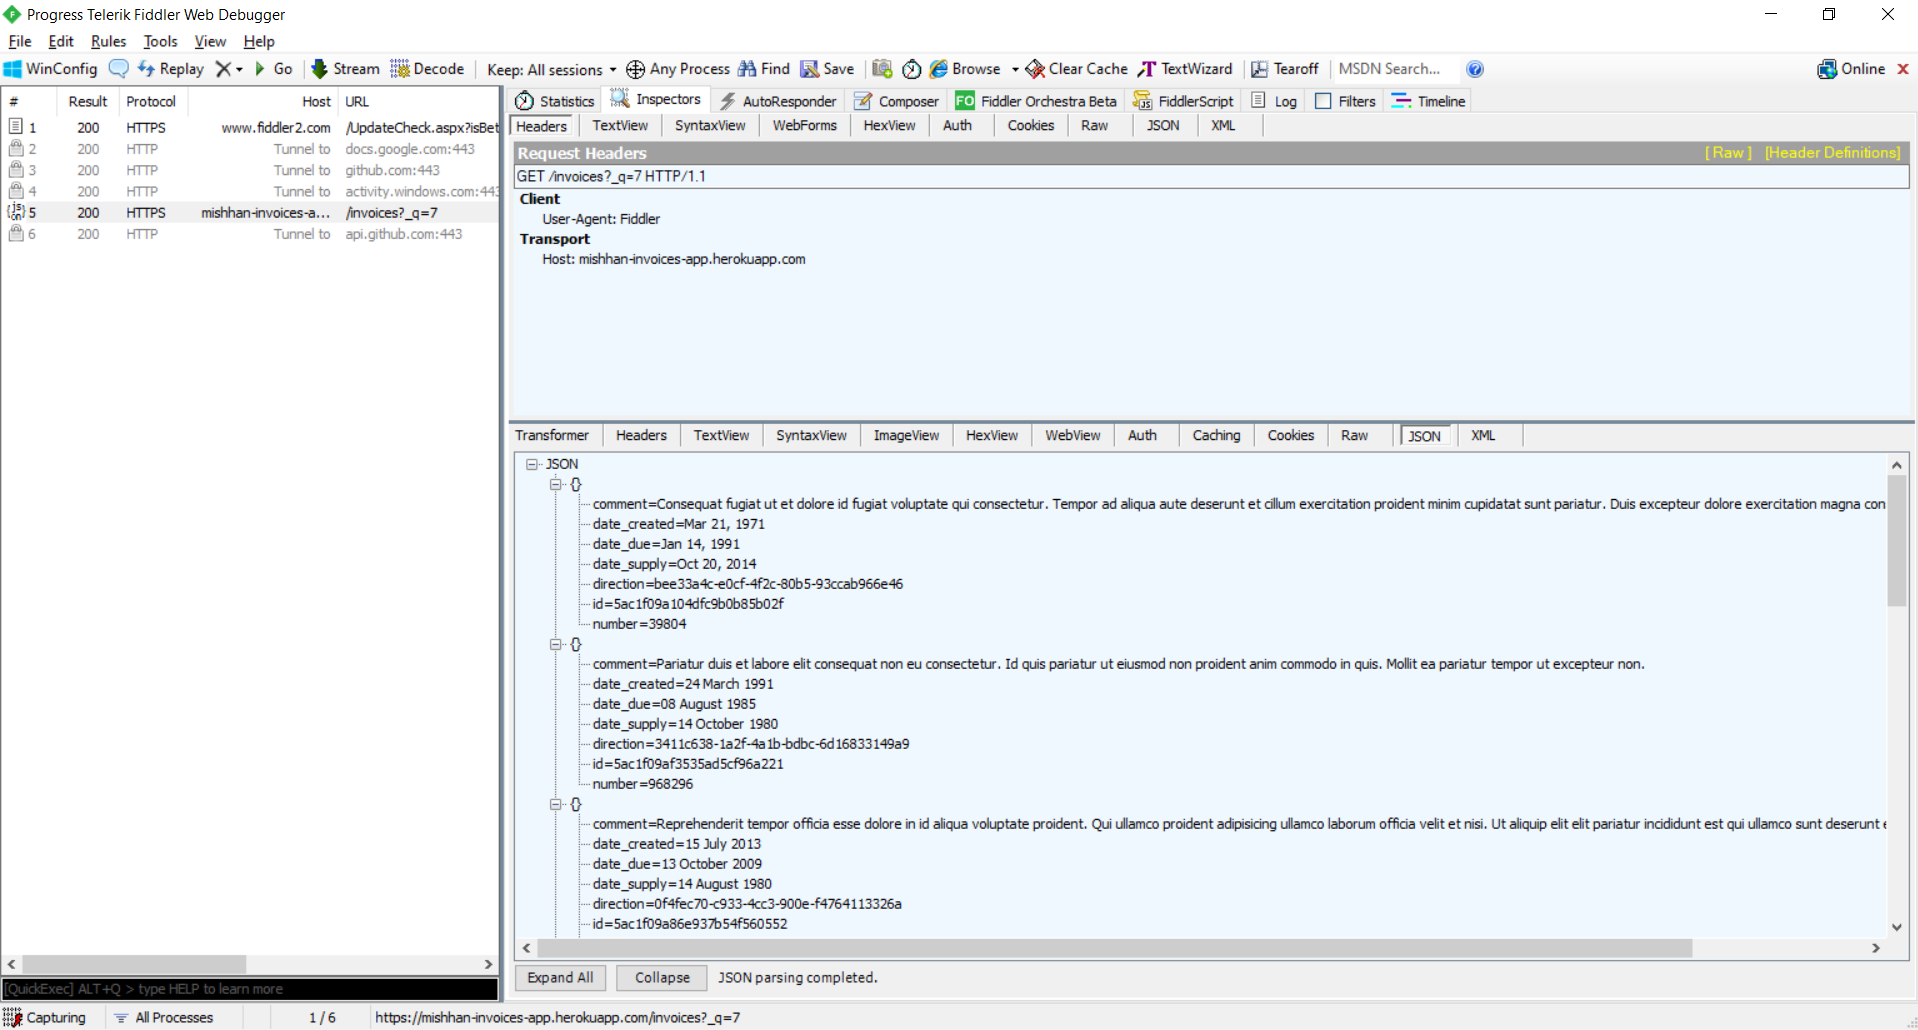 Progress Telerik Fiddler Web Debugger
File Edit Rules Tools View Help
WinConfig Replay Go Stream Decode Keep: All sessions Any Process Find Save Browse Clear Cache TextWizard Tearoff MSDN Search... Online
# Result Protocol Host URL
1 200 HTTPS www.fiddler2.com /UpdateCheck.aspx?isBet
2 200 HTTP Tunnel to docs.google.com:443
3 200 HTTP Tunnel to github.com:443
4 200 HTTP Tunnel to activity.windows.com:443
5 200 HTTPS mishhan-invoices-a... /invoices?_q=7
6 200 HTTP Tunnel to api.github.com:443
[QuickExec] ALT+Q > type HELP to learn more
Statistics Inspectors AutoResponder Composer FO Fiddler Orchestra Beta FiddlerScript Log Filters Timeline
Headers TextView SyntaxView WebForms HexView Auth Cookies Raw JSON XML
Request Headers [ Raw ] [Header Definitions]
GET /invoices?_q=7 HTTP/1.1
Client
User-Agent: Fiddler
Transport
Host: mishhan-invoices-app.herokuapp.com
Transformer Headers TextView SyntaxView ImageView HexView WebView Auth Caching Cookies Raw JSON XML
JSON
{}
comment=Consequat fugiat ut et dolore id fugiat voluptate qui consectetur. Tempor ad aliqua aute deserunt et cillum exercitation proident minim cupidatat sunt pariatur. Duis excepteur dolore exercitation magna con
date_created=Mar 21, 1971
date_due=Jan 14, 1991
date_supply=Oct 20, 2014
direction=bee33a4c-e0cf-4f2c-80b5-93ccab966e46
id=5ac1f09a104dfc9b0b85b02f
number=39804
{}
comment=Pariatur duis et labore elit consequat non eu consectetur. Id quis pariatur ut eiusmod non proident anim commodo in quis. Mollit ea pariatur tempor ut excepteur non.
date_created=24 March 1991
date_due=08 August 1985
date_supply=14 October 1980
direction=3411c638-1a2f-4a1b-bdbc-6d16833149a9
id=5ac1f09af3535ad5cf96a221
number=968296
{}
comment=Reprehenderit tempor officia esse dolore in id aliqua voluptate proident. Qui ullamco proident adipisicing ullamco laborum officia velit et nisi. Ut aliquip elit elit pariatur incididunt est qui ullamco sunt deserunt
date_created=15 July 2013
date_due=13 October 2009
date_supply=14 August 1980
direction=0f4fec70-c933-4cc3-900e-f4764113326a
id=5ac1f09a86e937b54f560552
Expand All Collapse JSON parsing completed.
Capturing All Processes 1 / 6 https://mishhan-invoices-app.herokuapp.com/invoices?_q=7